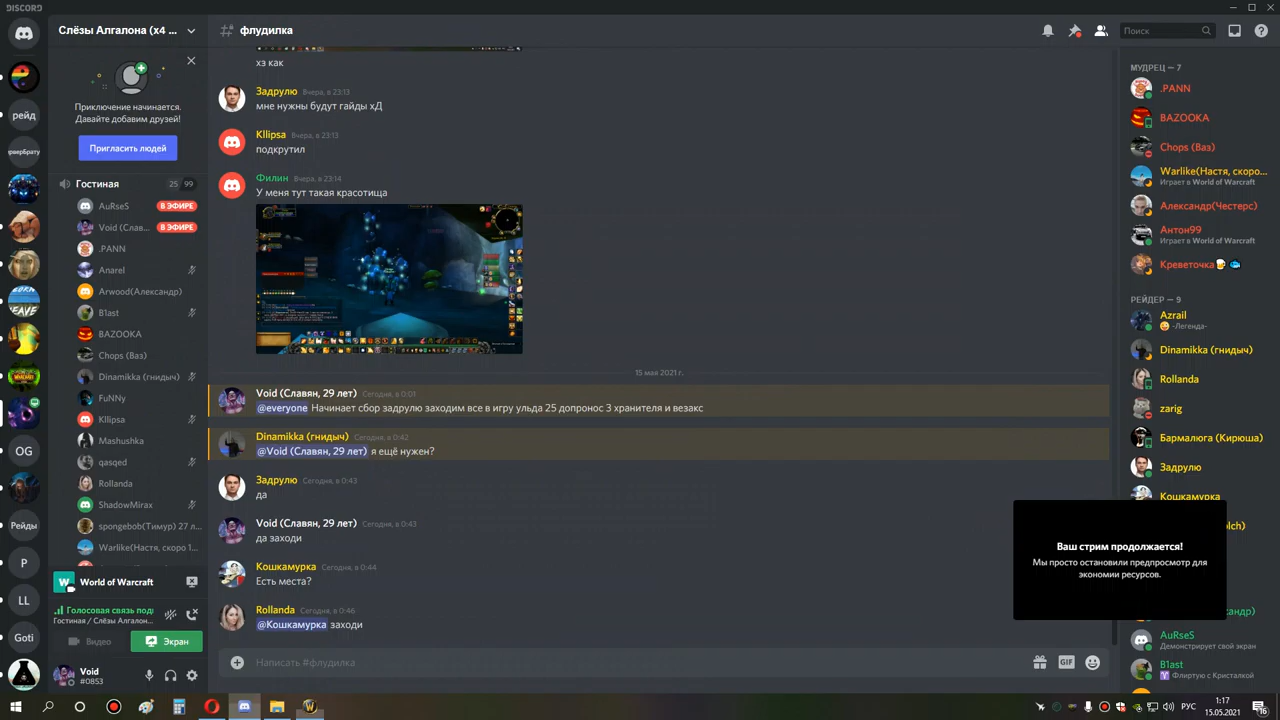 DISCORD
Слёзы Алгалона (x4 ...
флудилка
Поиск
Приключение начинается.
Давайте добавим друзей!
Пригласить людей
рейд
Рейды
OG
P
LL
Goti
Гостиная 25 99
AuRseS В ЭФИРЕ
Void (Слав... В ЭФИРЕ
.PANN
Anarel
Arwood(Александр)
B1ast
BAZOOKA
Chops (Ваз)
Dinamikka (гнидыч)
FuNNy
Kllipsa
Mashushka
qasqed
Rollanda
ShadowMirax
spongebob(Тимур) 27 л...
Warlike(Настя, скоро 1...
World of Warcraft
Голосовая связь под
Гостиная / Слёзы Алгалон...
Видео
Экран
Void
#0853
хз как
Задрулю Вчера, в 23:13
мне нужны будут гайды хД
Kllipsa Вчера, в 23:13
подкрутил
Филин Вчера, в 23:14
У меня тут такая красотища
15 мая 2021 г.
Void (Славян, 29 лет) Сегодня, в 0:01
@everyone Начинает сбор задрулю заходим все в игру ульда 25 допронос 3 хранителя и везакс
Dinamikka (гнидыч) Сегодня, в 0:42
@Void (Славян, 29 лет) я ещё нужен?
Задрулю Сегодня, в 0:43
да
Void (Славян, 29 лет) Сегодня, в 0:43
да заходи
Кошкамурка Сегодня, в 0:44
Есть места?
Rollanda Сегодня, в 0:46
@Кошкамурка заходи
Написать #флудилка
GIF
МУДРЕЦ — 7
.PANN
BAZOOKA
Chops (Ваз)
Warlike(Настя, скоро...
Играет в World of Warcraft
Александр(Честерс)
Антон99
Играет в World of Warcraft
Креветочка
РЕЙДЕР — 9
Azrail
-Легенда-
Dinamikka (гнидыч)
Rollanda
zarig
Бармалюга (Кирюша)
Задрулю
Кошкамурка
Ваш стрим продолжается!
Мы просто остановили предпросмотр для
экономии ресурсов.
AuRseS
Демонстрирует свой экран
B1ast
Флиртую с Кристалкой
РУС
1:17
15.05.2021
16